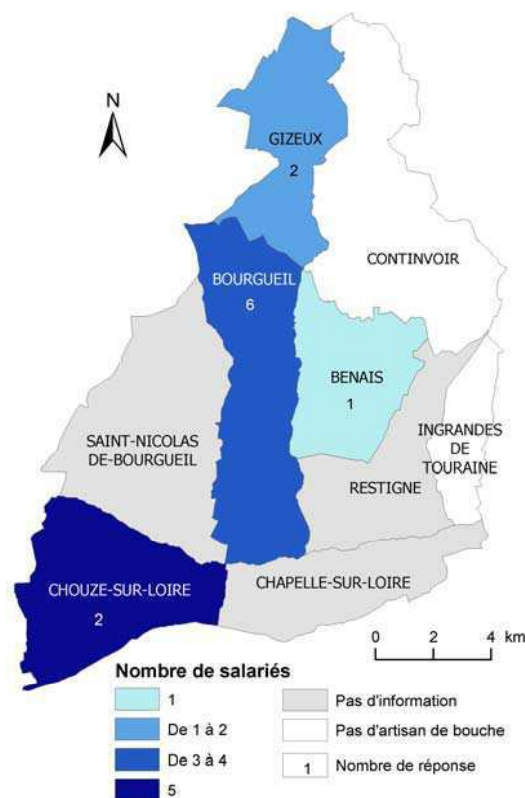 N
GIZEUX
2
CONTINVOIR
BOURGUEIL
6
BENAIS
1
SAINT-NICOLAS
DE-BOURGUEIL
INGRANDES
DE
TOURAINE
RESTIGNE
CHOUZE-SUR-LOIRE
2
CHAPELLE-SUR-LOIRE
0 2 4 km
Nombre de salariés
1
De 1 à 2
De 3 à 4
5
Pas d'information
Pas d'artisan de bouche
1 Nombre de réponse